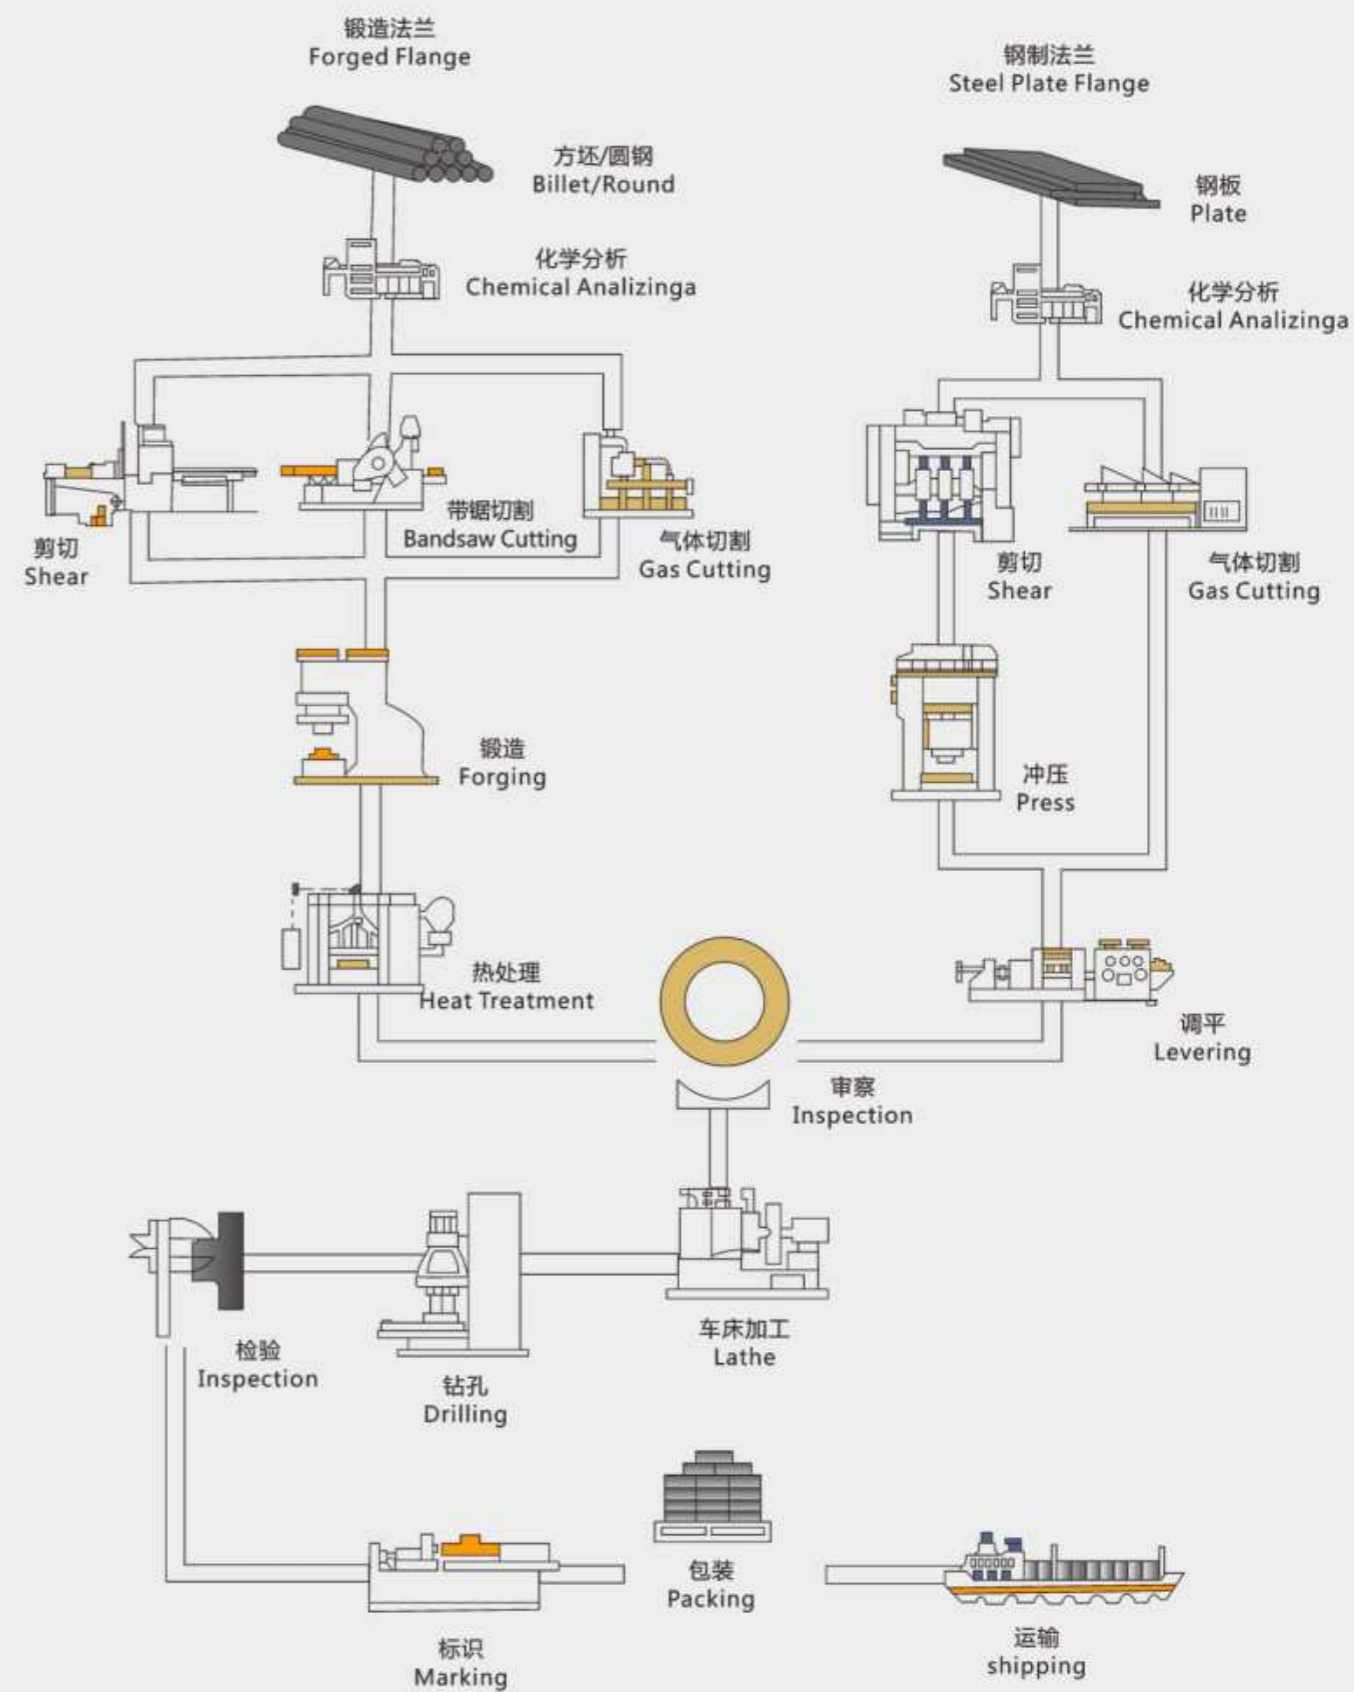 锻造法兰
Forged Flange
钢制法兰
Steel Plate Flange
方坯/圆钢
Billet/Round
钢板
Plate
化学分析
Chemical Analizinga
化学分析
Chemical Analizinga
剪切
Shear
带锯切割
Bandsaw Cutting
气体切割
Gas Cutting
剪切
Shear
气体切割
Gas Cutting
锻造
Forging
冲压
Press
热处理
Heat Treatment
调平
Levering
审察
Inspection
车床加工
Lathe
检验
Inspection
钻孔
Drilling
包装
Packing
标识
Marking
运输
shipping